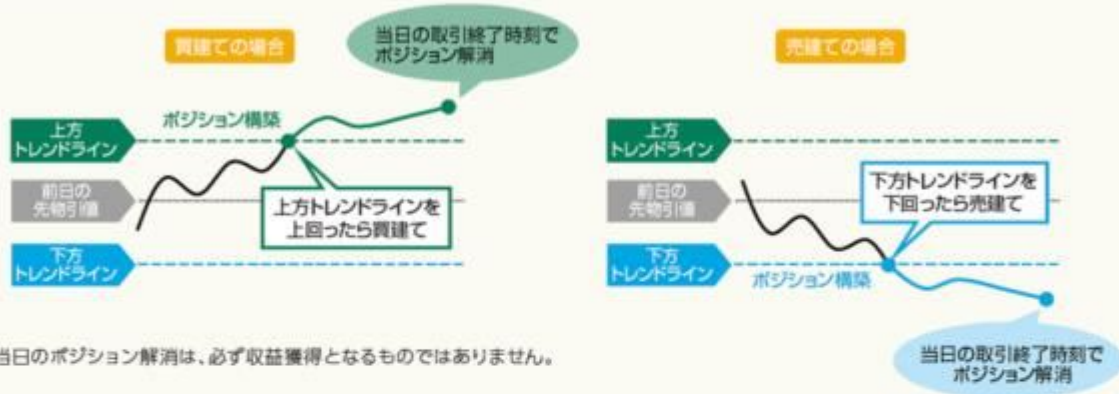 買建ての場合
当日の取引終了時刻で
ポジション解消
ポジション構築
上方
トレンドライン
前日の
先物引値
下方
トレンドライン
上方トレンドラインを
上回ったら買建て
売建ての場合
上方
トレンドライン
前日の
先物引値
下方
トレンドライン
下方トレンドラインを
下回ったら売建て
ポジション構築
当日の取引終了時刻で
ポジション解消
当日のポジション解消は、必ず収益獲得となるものではありません。